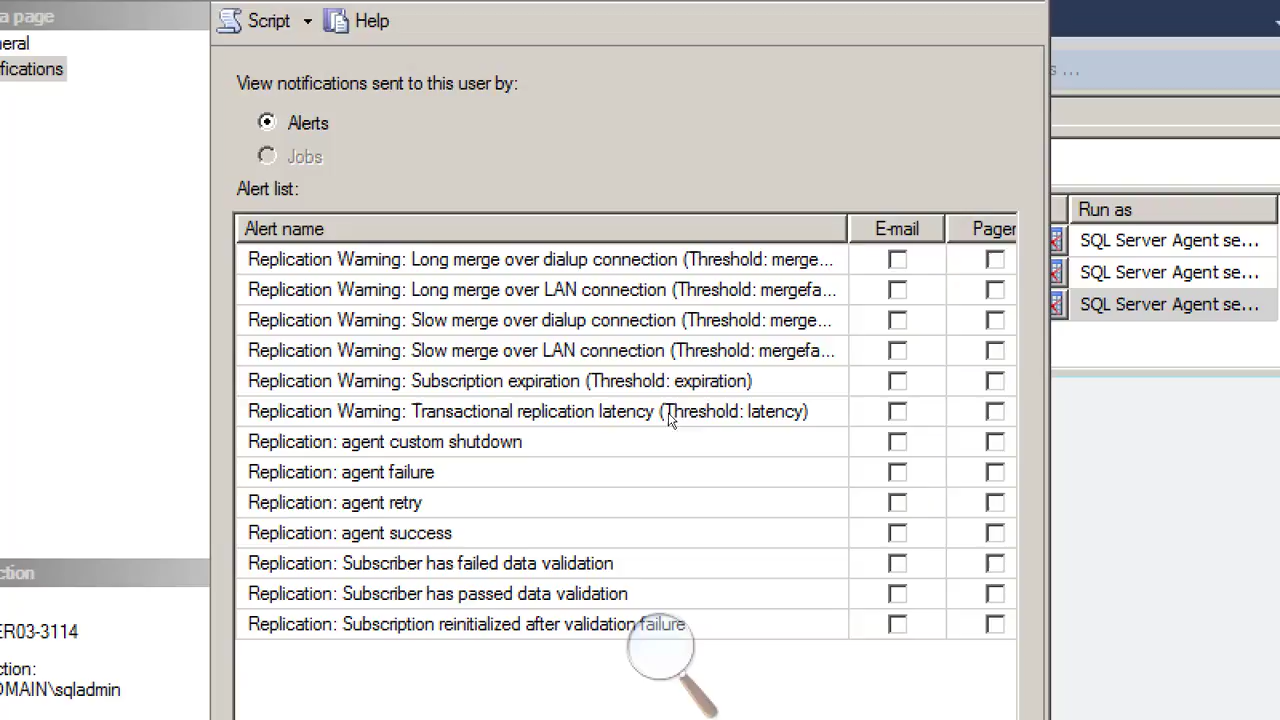 a page
Script
Help
eral
fications
View notifications sent to this user by:
Alerts
Jobs
Alert list:
Alert name
E-mail
Pager
Replication Warning: Long merge over dialup connection (Threshold: merge...
Replication Warning: Long merge over LAN connection (Threshold: mergefa...
Replication Warning: Slow merge over dialup connection (Threshold: merge...
Replication Warning: Slow merge over LAN connection (Threshold: mergefa...
Replication Warning: Subscription expiration (Threshold: expiration)
Replication Warning: Transactional replication latency (Threshold: latency)
Replication: agent custom shutdown
Replication: agent failure
Replication: agent retry
Replication: agent success
Replication: Subscriber has failed data validation
Replication: Subscriber has passed data validation
Replication: Subscription reinitialized after validation failure
ction
ER03-3114
ction:
OMAIN\sqladmin
s ...
Run as
SQL Server Agent se...
SQL Server Agent se...
SQL Server Agent se...